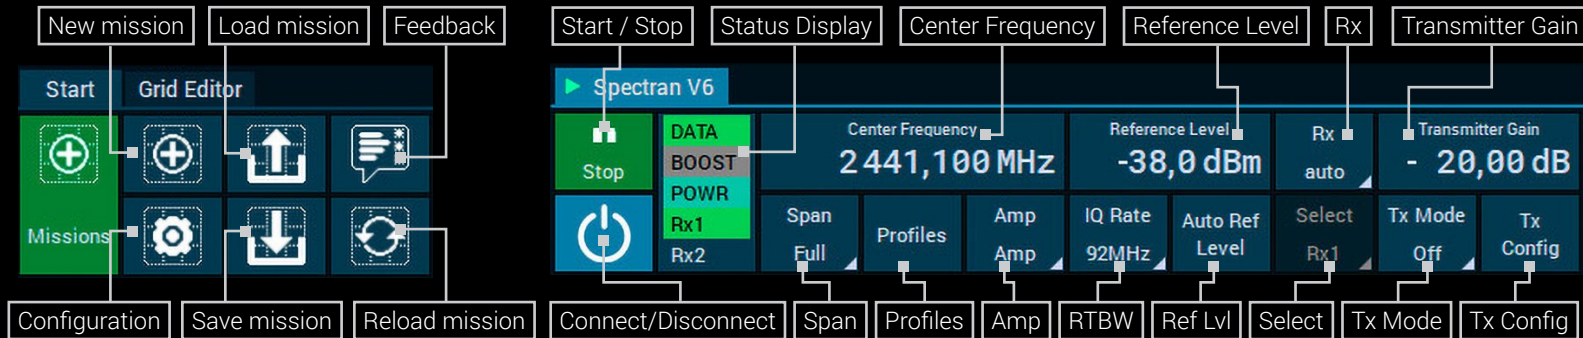 New mission
Load mission
Feedback
Start / Stop
Status Display
Center Frequency
Reference Level
Rx
Transmitter Gain
Start
Grid Editor
Missions
Spectran V6
Stop
DATA
BOOST
POWR
Rx1
Rx2
Center Frequency
2441,100 MHz
Reference Level
-38,0 dBm
Rx
auto
Transmitter Gain
- 20,00 dB
Span
Full
Profiles
Amp
Amp
IQ Rate
92MHz
Auto Ref
Level
Select
Rx1
Tx Mode
Off
Tx
Config
Configuration
Save mission
Reload mission
Connect/Disconnect
Span
Profiles
Amp
RTBW
Ref Lvl
Select
Tx Mode
Tx Config